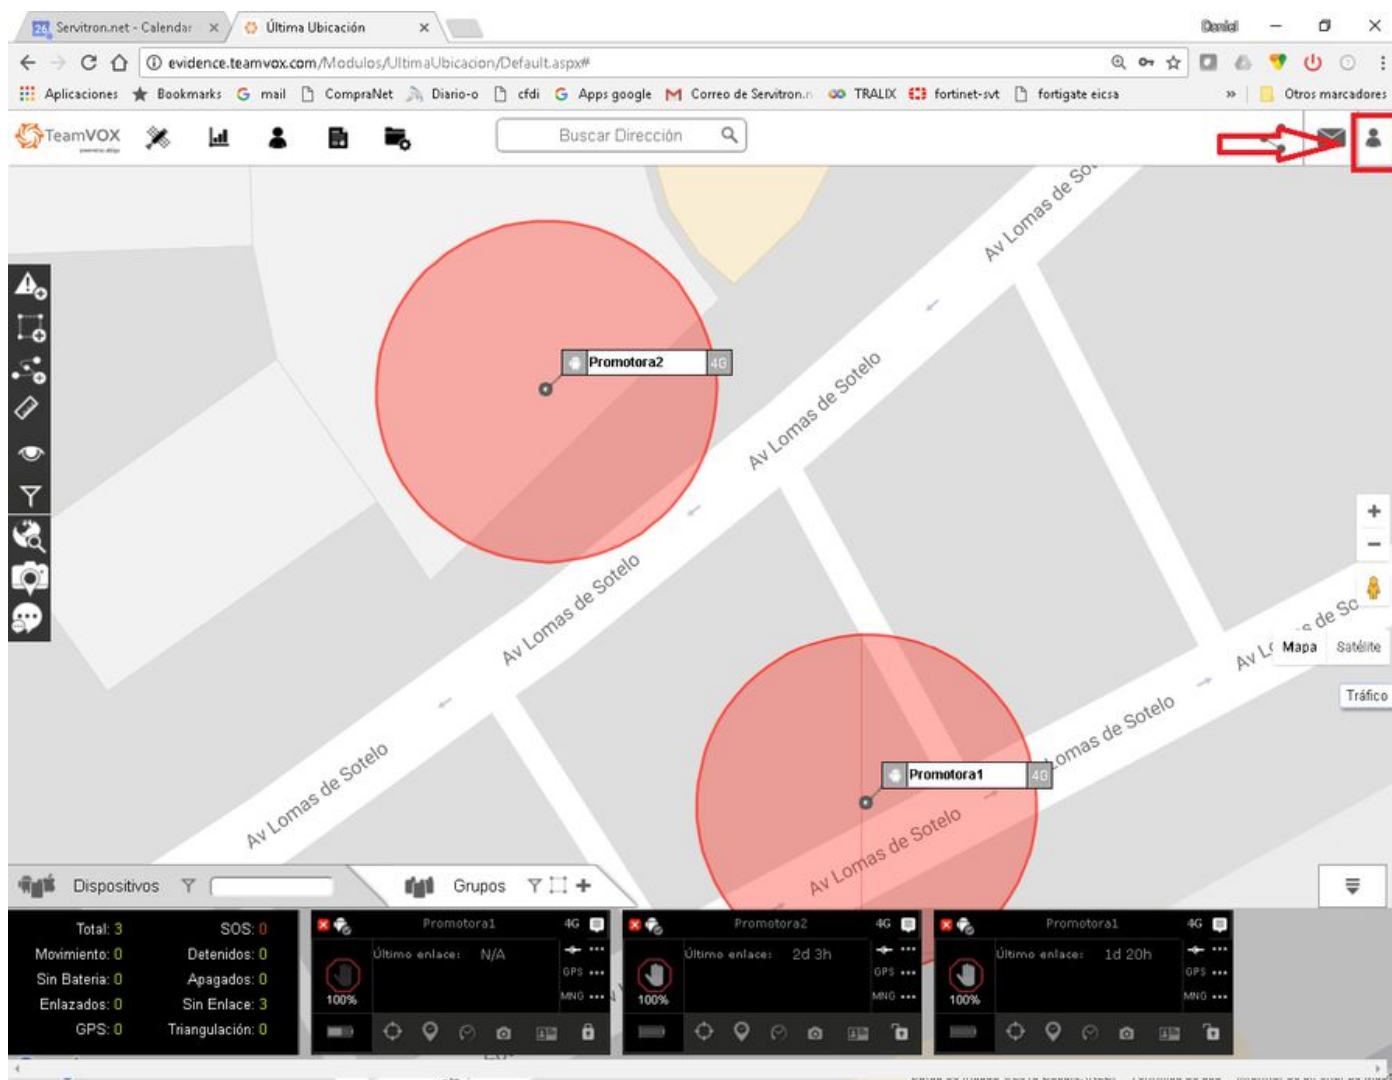 Servitron.net - Calendar
Última Ubicación
Daniel
evidence.teamvox.com/Modulos/UltimaUbicacion/Default.aspx#
Aplicaciones Bookmarks mail CompraNet Diario-o cfdi Apps google Correo de Servitron.n TRALIX fortinet-svt fortigate eicsa » Otros marcadores
TeamVOX
Buscar Dirección
Av Lomas de So
Promotora2 4G
Av Lomas de Sotelo
Av Lomas de Sotelo
Av Lomas de Sotelo
Mapa Satélite
Tráfico
Promotora1 4G
Lomas de Sotelo
Av Lomas de Sotelo
Dispositivos
Grupos
Total: 3 SOS: 0
Movimiento: 0 Detenidos: 0
Sin Bateria: 0 Apagados: 0
Enlazados: 0 Sin Enlace: 3
GPS: 0 Triangulación: 0
Promotora1 4G
Último enlace: N/A
GPS
100% MNG
Promotora2 4G
Último enlace: 2d 3h
GPS
100% MNG
Promotora1 4G
Último enlace: 1d 20h
GPS
100% MNG